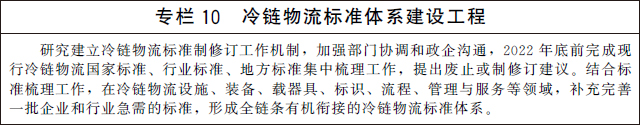 专栏 10 冷链物流标准体系建设工程
研究建立冷链物流标准制修订工作机制，加强部门协调和政企沟通，2022 年底前完成现
行冷链物流国家标准、行业标准、地方标准集中梳理工作，提出废止或制修订建议。结合标
准梳理工作，在冷链物流设施、装备、载器具、标识、流程、管理与服务等领域，补充完善
一批企业和行业急需的标准，形成全链条有机衔接的冷链物流标准体系。